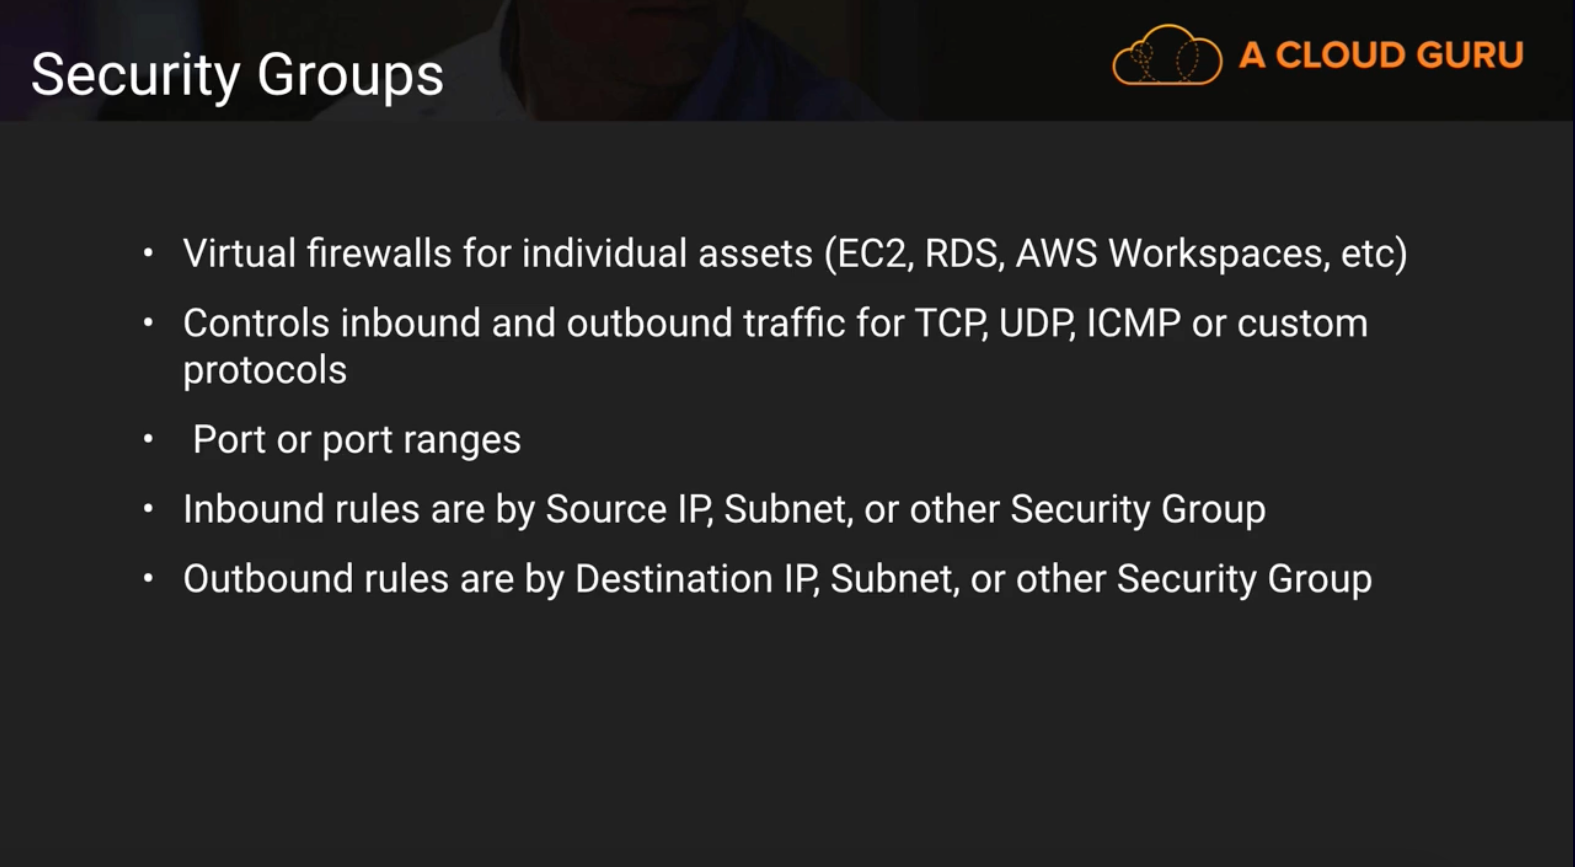 Security Groups
A CLOUD GURU
• Virtual firewalls for individual assets (EC2, RDS, AWS Workspaces, etc)
• Controls inbound and outbound traffic for TCP, UDP, ICMP or custom
protocols
• Port or port ranges
• Inbound rules are by Source IP, Subnet, or other Security Group
• Outbound rules are by Destination IP, Subnet, or other Security Group